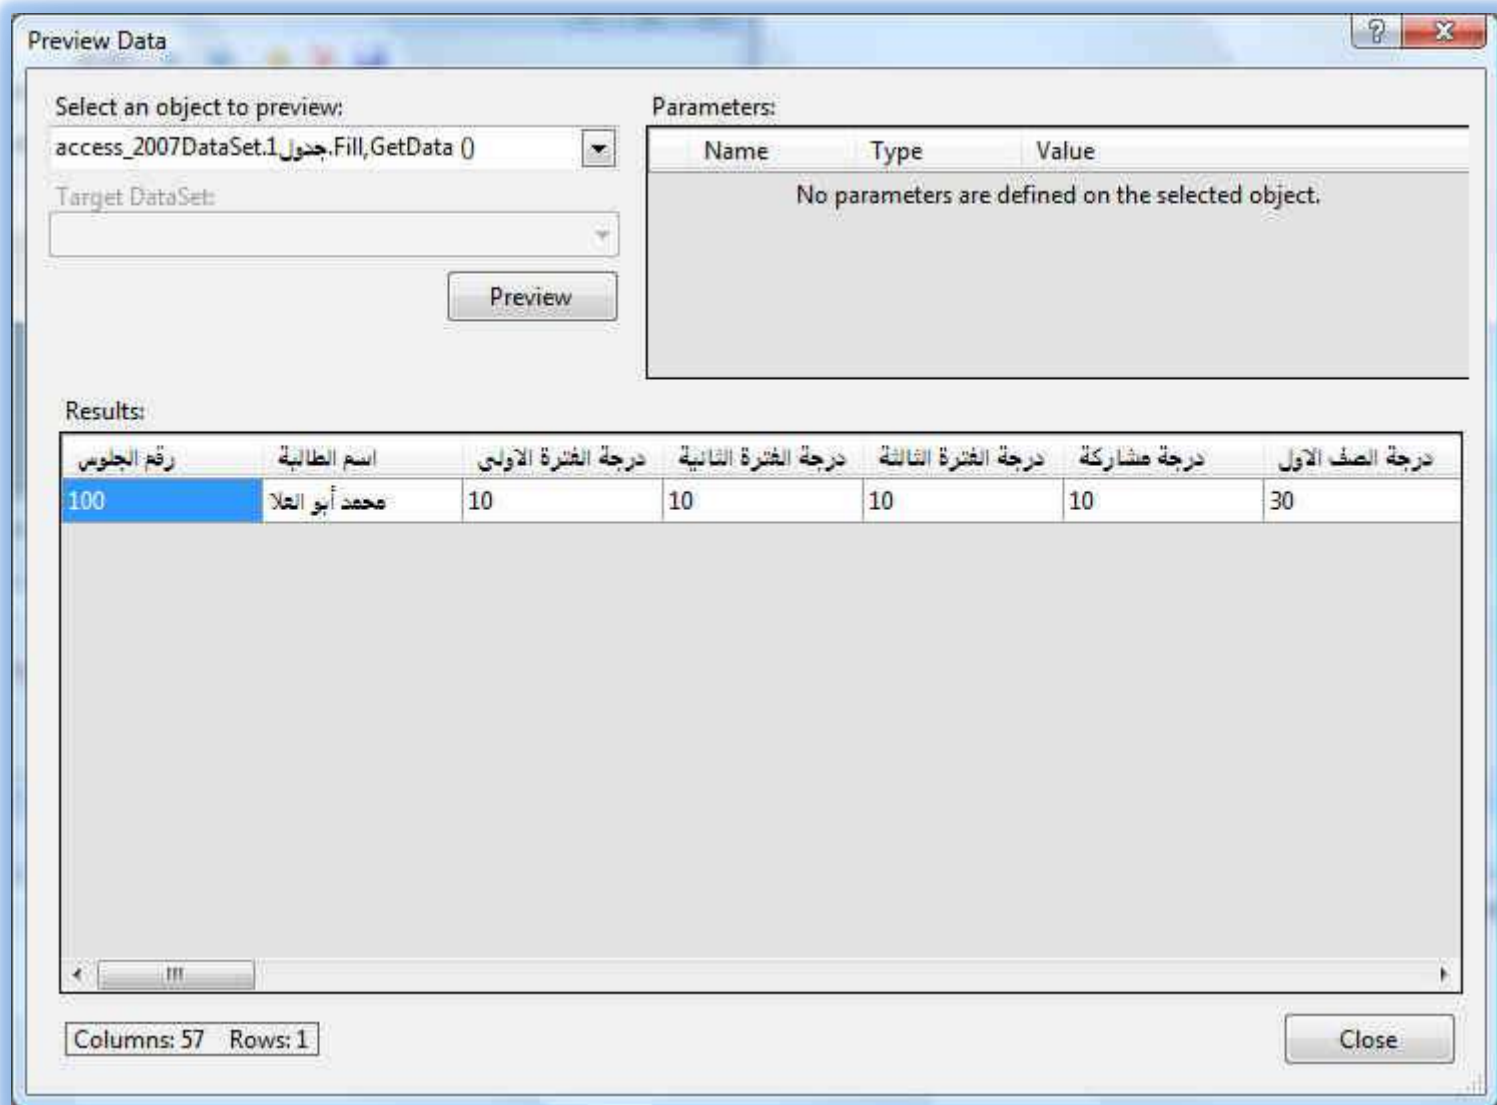 Preview Data
Select an object to preview:
access_2007DataSet.جدول1.Fill,GetData ()
Target DataSet:
Preview
Parameters:
Name Type Value
No parameters are defined on the selected object.
Results:
رقم الجلوس اسم الطالبة درجة الفترة الاولى درجة الفترة الثانية درجة الفترة الثالثة درجة مشاركة درجة الصف الاول
100 محمد أبو العلا 10 10 10 10 30
Columns: 57 Rows: 1
Close